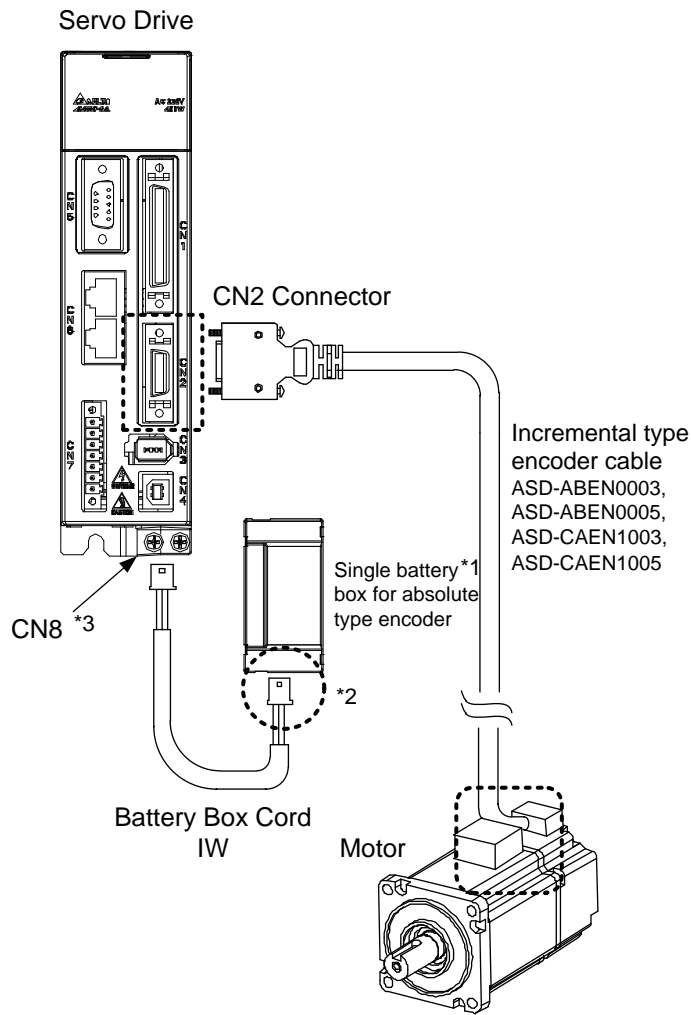 Servo Drive
CN5
CN1
CN2 Connector
CN6
CN2
CN7
CN3
CN4
Incremental type
encoder cable
ASD-ABEN0003,
ASD-ABEN0005,
ASD-CAEN1003,
ASD-CAEN1005
Single battery*1
box for absolute
type encoder
CN8 *3
*2
Battery Box Cord
IW
Motor